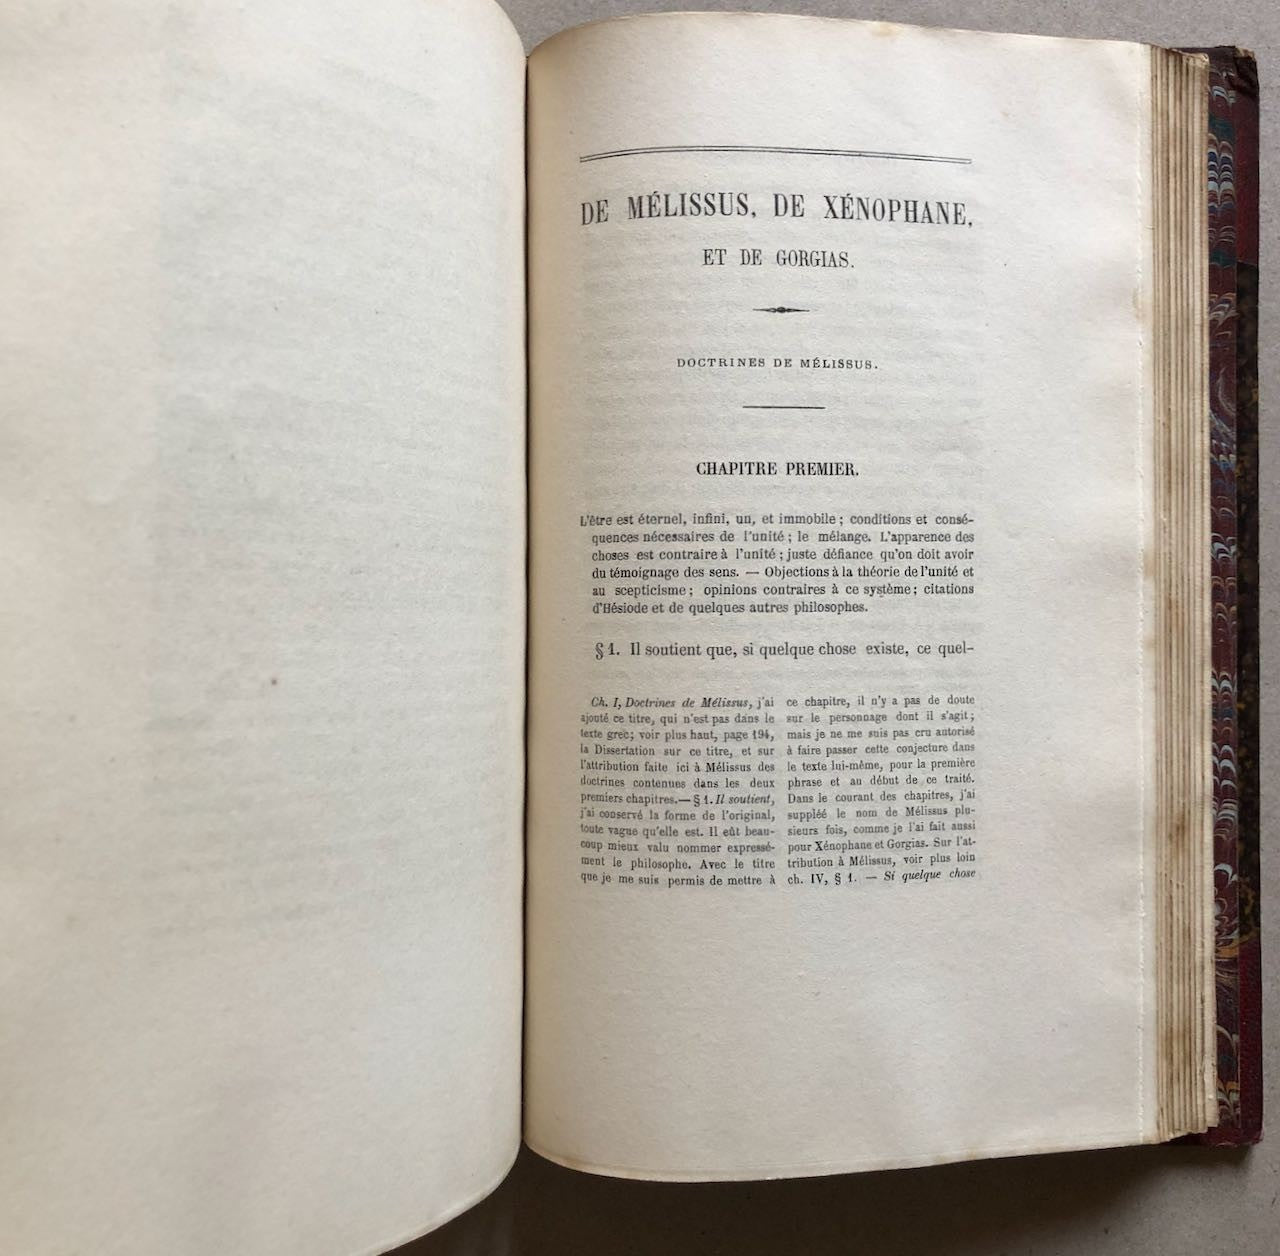 DE MÉLISSUS, DE XÉNOPHANE,
ET DE GORGIAS.
DOCTRINES DE MÉLISSUS.
CHAPITRE PREMIER.
L'être est éternel, infini, un, et immobile ; conditions et consé-
quences nécessaires de l'unité ; le mélange. L'apparence des
choses est contraire à l'unité ; juste défiance qu'on doit avoir
du témoignage des sens. — Objections à la théorie de l'unité et
au scepticisme ; opinions contraires à ce système ; citations
d'Hésiode et de quelques autres philosophes.
§ 1. Il soutient que, si quelque chose existe, ce quel-
Ch. I, Doctrines de Mélissus, j'ai
ajouté ce titre, qui n'est pas dans le
texte grec; voir plus haut, page 194,
la Dissertation sur ce titre, et sur
l'attribution faite ici à Mélissus des
doctrines contenues dans les deux
premiers chapitres.— § 1. Il soutient,
j'ai conservé la forme de l'original,
toute vague qu'elle est. Il eût beau-
coup mieux valu nommer expressé-
ment le philosophe. Avec le titre
que je me suis permis de mettre à
ce chapitre, il n'y a pas de doute
sur le personnage dont il s'agit ;
mais je ne me suis pas cru autorisé
à faire passer cette conjecture dans
le texte lui-même, pour la première
phrase et au début de ce traité.
Dans le courant des chapitres, j'ai
suppléé le nom de Mélissus plu-
sieurs fois, comme je l'ai fait aussi
pour Xénophane et Gorgias. Sur l'at-
tribution à Mélissus, voir plus loin
ch. IV, § 1. — Si quelque chose